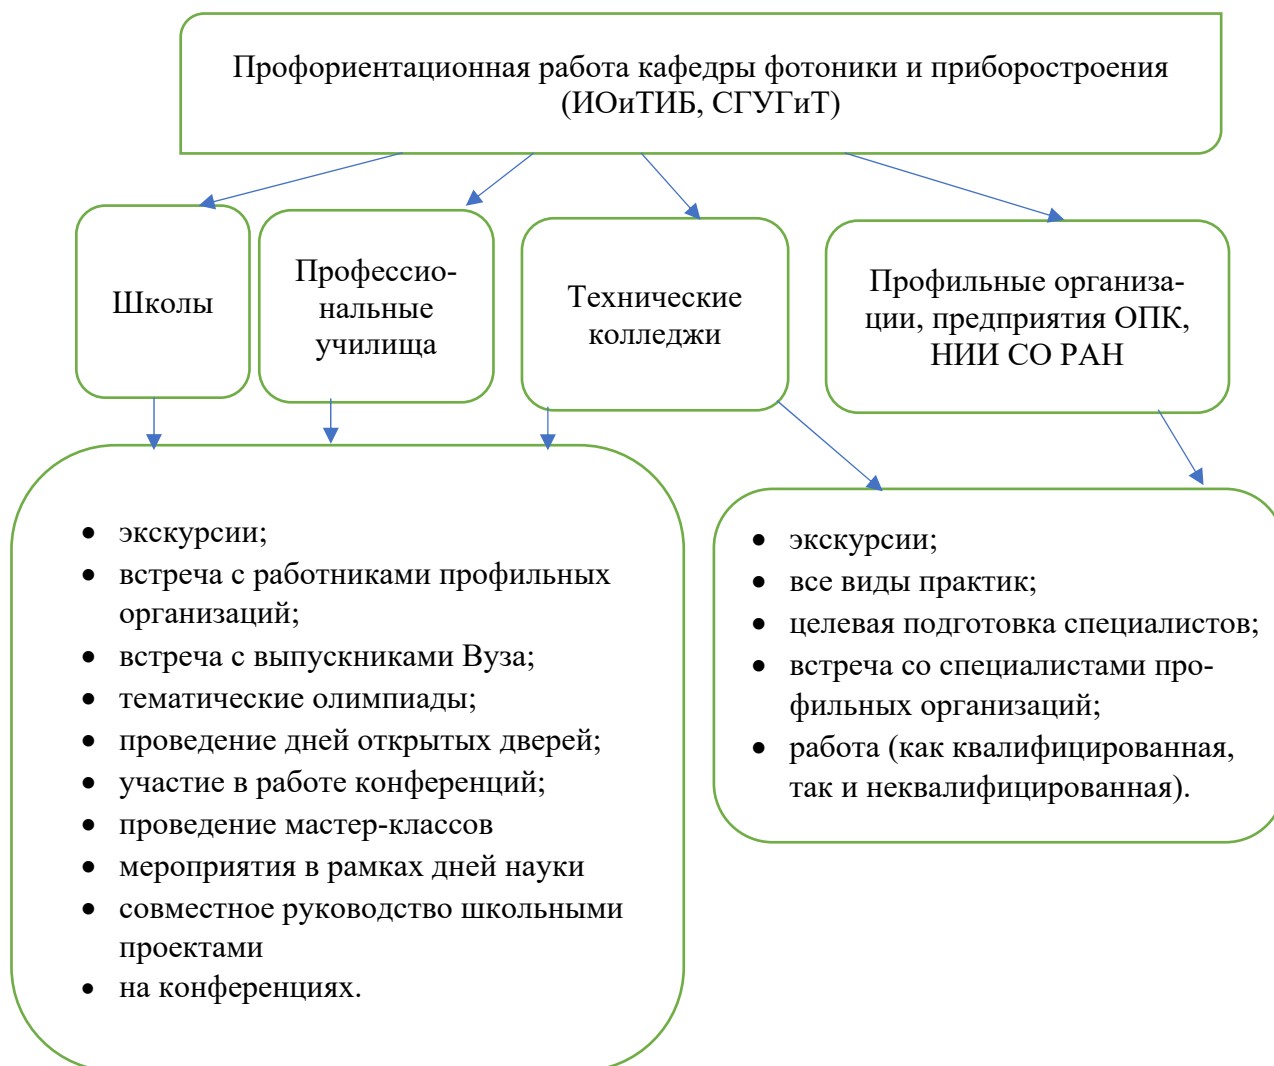 Профориентационная работа кафедры фотоники и приборостроения
(ИОиТИБ, СГУГиТ)
Школы
Профессио-
нальные
училища
Технические
колледжи
Профильные организа-
ции, предприятия ОПК,
НИИ СО РАН
• экскурсии;
• встреча с работниками профильных
организаций;
• встреча с выпускниками Вуза;
• тематические олимпиады;
• проведение дней открытых дверей;
• участие в работе конференций;
• проведение мастер-классов
• мероприятия в рамках дней науки
• совместное руководство школьными
проектами
• на конференциях.
• экскурсии;
• все виды практик;
• целевая подготовка специалистов;
• встреча со специалистами про-
фильных организаций;
• работа (как квалифицированная,
так и неквалифицированная).